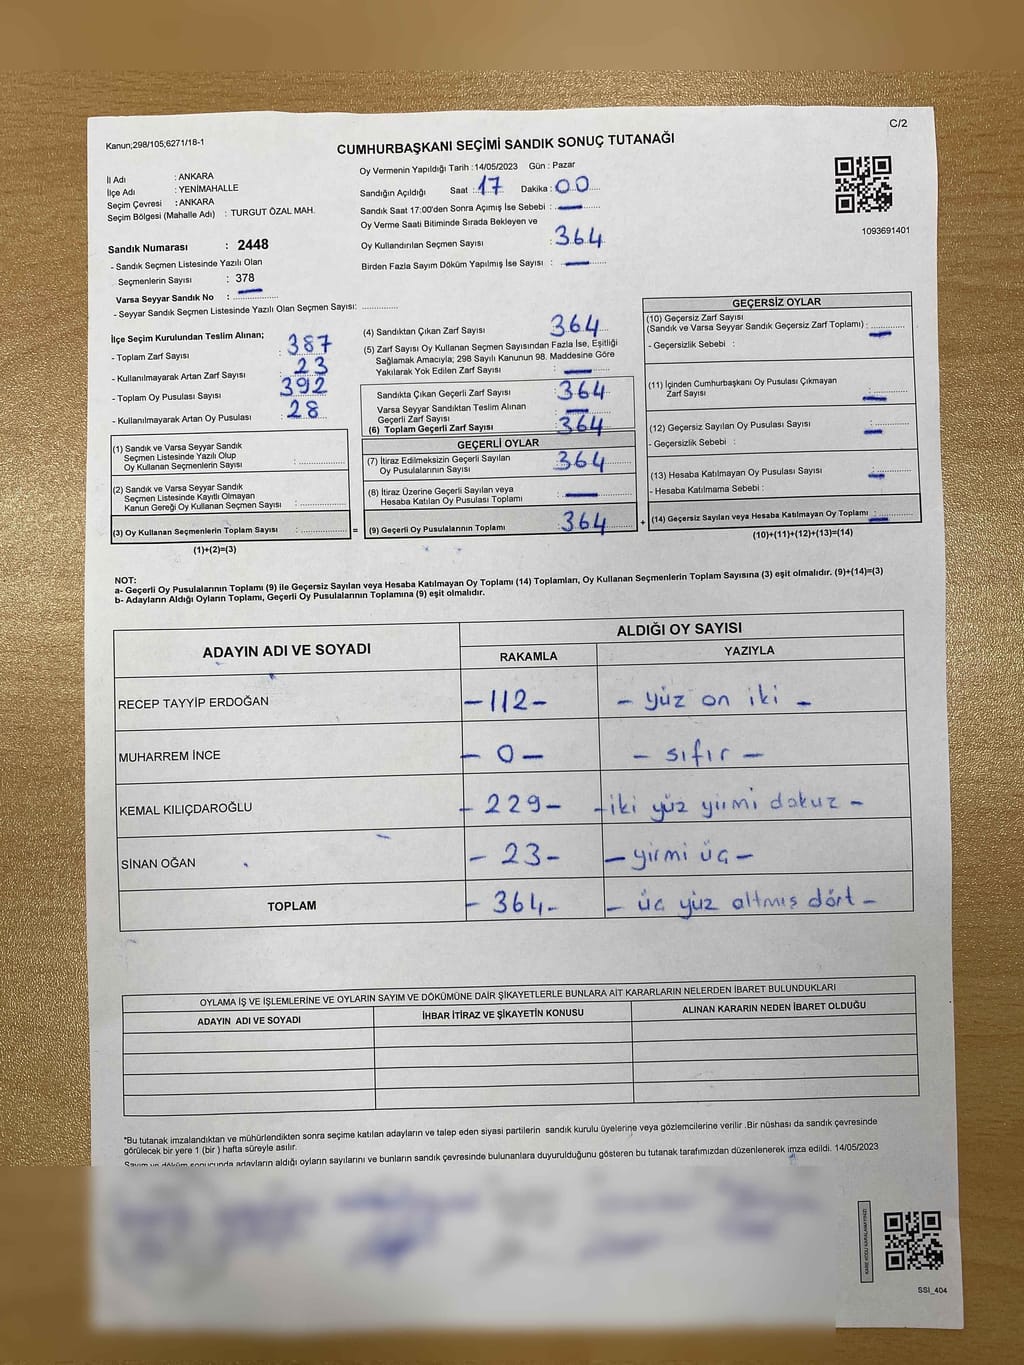 C/2
Kanun;298/105;6271/18-1
CUMHURBAŞKANI SEÇİMİ SANDIK SONUÇ TUTANAĞI
İl Adı : ANKARA
İlçe Adı : YENİMAHALLE
Seçim Çevresi : ANKARA
Seçim Bölgesi (Mahalle Adı) : TURGUT ÖZAL MAH.
Sandık Numarası : 2448
- Sandık Seçmen Listesinde Yazılı Olan
Seçmenlerin Sayısı : 378
Varsa Seyyar Sandık No : —
- Seyyar Sandık Seçmen Listesinde Yazılı Olan Seçmen Sayısı: ............
Oy Vermenin Yapıldığı Tarih :14/05/2023 Gün : Pazar
Sandığın Açıldığı Saat : 17 Dakika : 00
Sandık Saat 17:00'den Sonra Açmış İse Sebebi : —
Oy Verme Saati Bitiminde Sırada Bekleyen ve
Oy Kullandırılan Seçmen Sayısı : 364
Birden Fazla Sayım Döküm Yapılmış İse Sayısı : —
1093691401
İlçe Seçim Kurulundan Teslim Alınan;
- Toplam Zarf Sayısı : 387
- Kullanılmayarak Artan Zarf Sayısı : 23
- Toplam Oy Pusulası Sayısı : 392
- Kullanılmayarak Artan Oy Pusulası : 28
(1) Sandık ve Varsa Seyyar Sandık
Seçmen Listesinde Yazılı Olup
Oy Kullanan Seçmenlerin Sayısı : ............
(2) Sandık ve Varsa Seyyar Sandık
Seçmen Listesinde Kayıtlı Olmayan
Kanun Gereği Oy Kullanan Seçmen Sayısı : ............
(3) Oy Kullanan Seçmenlerin Toplam Sayısı : ............ =
(1)+(2)=(3)
(4) Sandıktan Çıkan Zarf Sayısı 364
(5) Zarf Sayısı Oy Kullanan Seçmen Sayısından Fazla İse, Eşitliği
Sağlamak Amacıyla; 298 Sayılı Kanunun 98. Maddesine Göre
Yakılarak Yok Edilen Zarf Sayısı : —
Sandıkta Çıkan Geçerli Zarf Sayısı 364
Varsa Seyyar Sandıktan Teslim Alınan
Geçerli Zarf Sayısı : —
(6) Toplam Geçerli Zarf Sayısı : 364
GEÇERLİ OYLAR
(7) İtiraz Edilmeksizin Geçerli Sayılan
Oy Pusulalarının Sayısı : 364
(8) İtiraz Üzerine Geçerli Sayılan veya
Hesaba Katılan Oy Pusulası Toplamı : —
(9) Geçerli Oy Pusulalarının Toplamı : 364 +
GEÇERSİZ OYLAR
(10) Geçersiz Zarf Sayısı
(Sandık ve Varsa Seyyar Sandık Geçersiz Zarf Toplamı) : —
- Geçersizlik Sebebi :
(11) İçinden Cumhurbaşkanı Oy Pusulası Çıkmayan
Zarf Sayısı : —
(12) Geçersiz Sayılan Oy Pusulası Sayısı : —
- Geçersizlik Sebebi :
(13) Hesaba Katılmayan Oy Pusulası Sayısı : —
- Hesaba Katılmama Sebebi :
(14) Geçersiz Sayılan veya Hesaba Katılmayan Oy Toplamı : —
(10)+(11)+(12)+(13)=(14)
NOT:
a- Geçerli Oy Pusulalarının Toplamı (9) ile Geçersiz Sayılan veya Hesaba Katılmayan Oy Toplamı (14) Toplamları, Oy Kullanan Seçmenlerin Toplam Sayısına (3) eşit olmalıdır. (9)+(14)=(3)
b- Adayların Aldığı Oyların Toplamı, Geçerli Oy Pusulalarının Toplamına (9) eşit olmalıdır.
ADAYIN ADI VE SOYADI ALDIĞI OY SAYISI
RAKAMLA YAZIYLA
RECEP TAYYİP ERDOĞAN -112- - yüz on iki -
MUHARREM İNCE - 0 - - sıfır -
KEMAL KILIÇDAROĞLU - 229 - - iki yüz yirmi dokuz -
SİNAN OĞAN - 23 - - yirmi üç -
TOPLAM - 364 - - üç yüz altmış dört -
OYLAMA İŞ VE İŞLEMLERİNE VE OYLARIN SAYIM VE DÖKÜMÜNE DAİR ŞİKAYETLERLE BUNLARA AİT KARARLARIN NELERDEN İBARET BULUNDUKLARI
ADAYIN ADI VE SOYADI İHBAR İTİRAZ VE ŞİKAYETİN KONUSU ALINAN KARARIN NEDEN İBARET OLDUĞU
*Bu tutanak imzalandıktan ve mühürlendikten sonra seçime katılan adayların ve talep eden siyasi partilerin sandık kurulu üyelerine veya gözlemcilerine verilir .Bir nüshası da sandık çevresinde
görülecek bir yere 1 (bir ) hafta süreyle asılır.
Sayım ve döküm sonucunda adayların aldığı oyların sayılarını ve bunların sandık çevresinde bulunanlara duyurulduğunu gösteren bu tutanak tarafımızdan düzenlenerek imza edildi. 14/05/2023
SSI_404